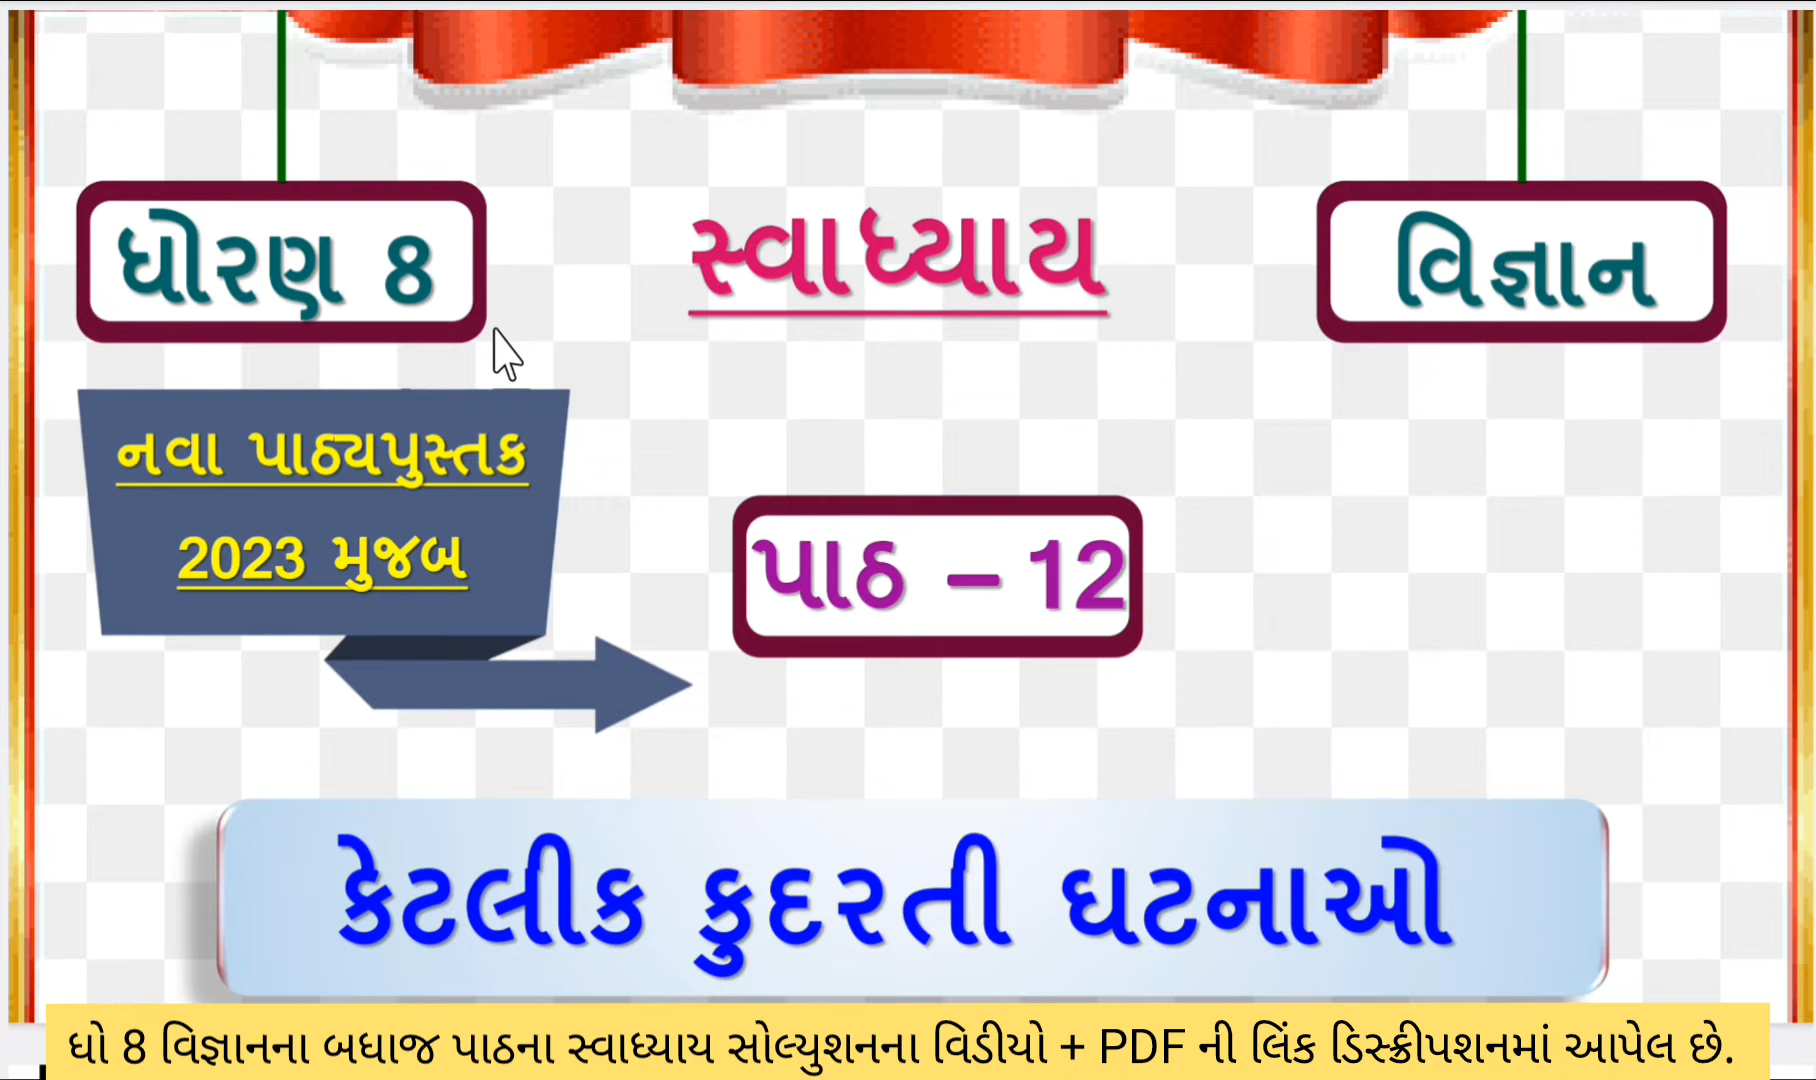 ધોરણ 8
સ્વાધ્યાય
વિજ્ઞાન
નવા પાઠ્યપુસ્તક
2023 મુજબ
પાઠ – 12
કેટલીક કુદરતી ઘટનાઓ
ધો 8 વિજ્ઞાનના બધાજ પાઠના સ્વાધ્યાય સોલ્યુશનના વિડીયો + PDF ની લિંક ડિસ્ક્રીપશનમાં આપેલ છે.